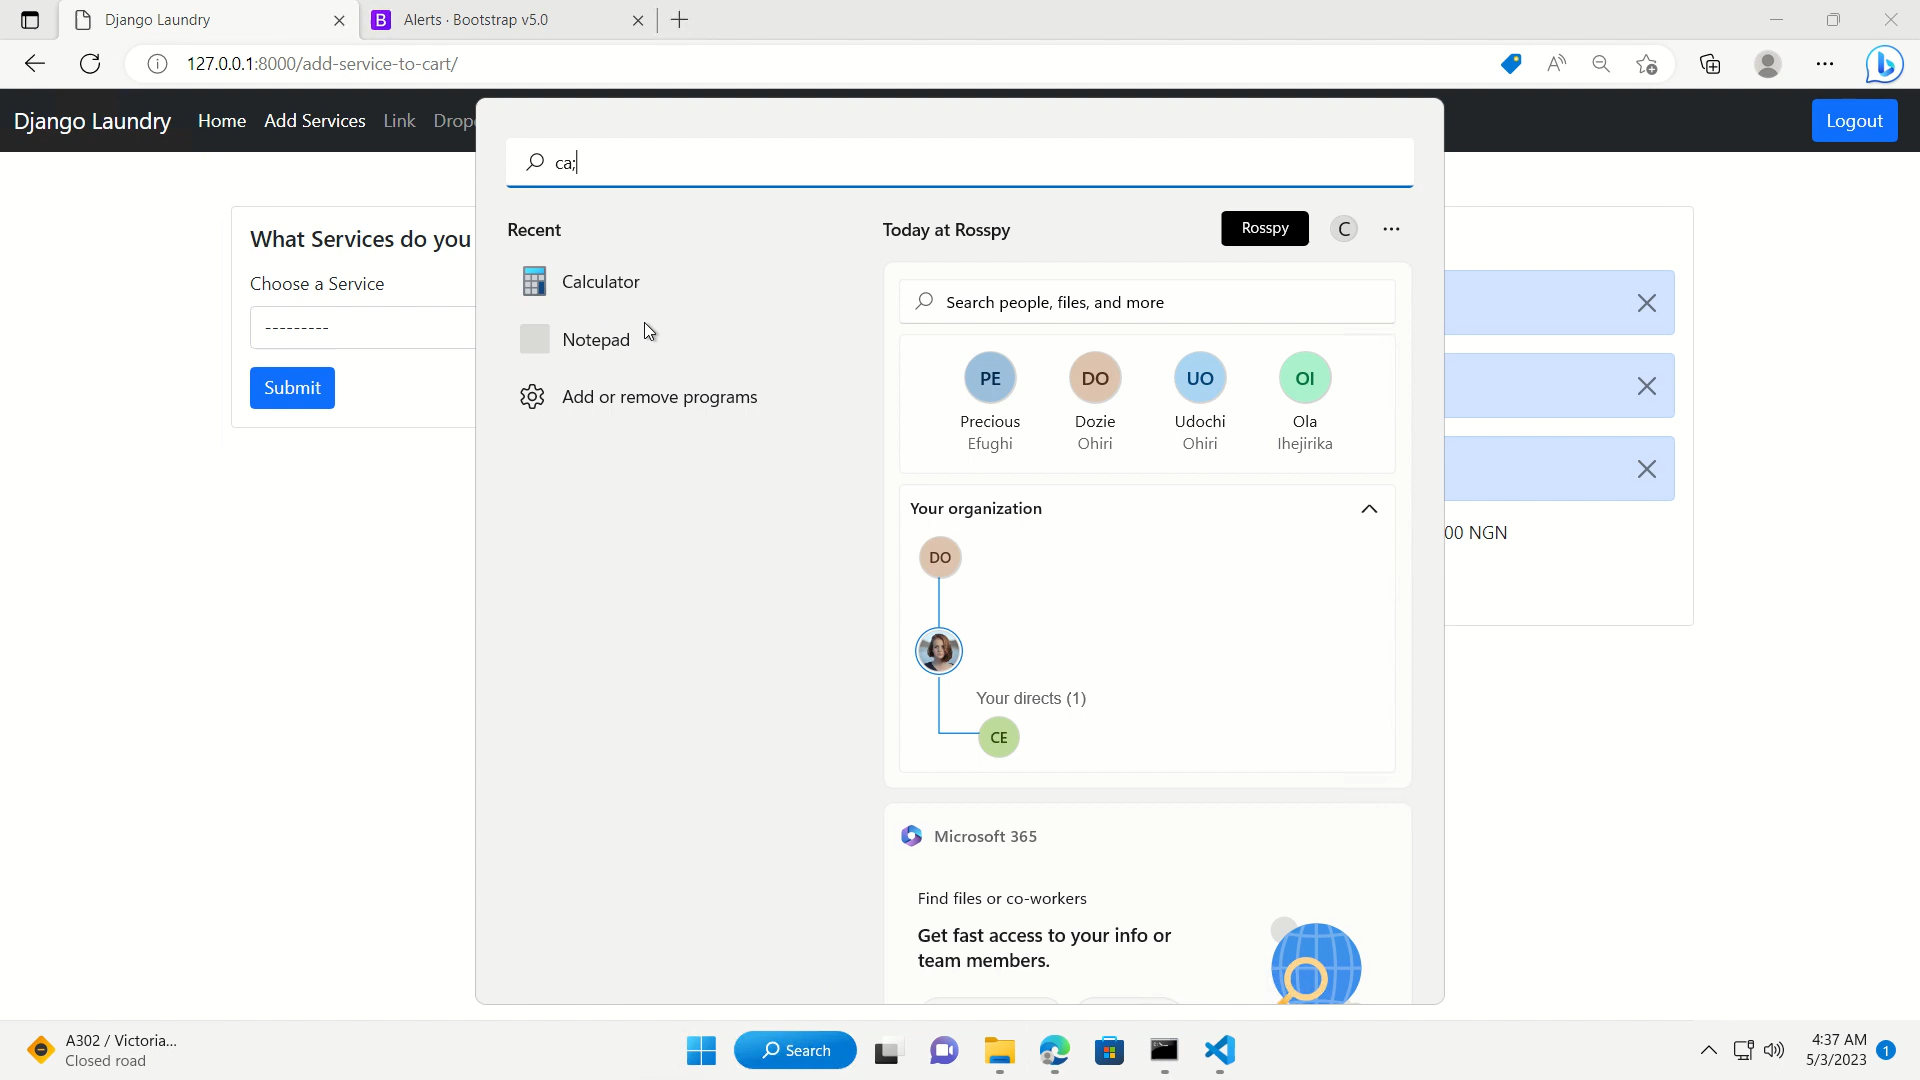 Django Laundry
Alerts · Bootstrap v5.0
127.0.0.1:8000/add-service-to-cart/
Django Laundry Home Add Services Link Drop
Logout
ca;
What Services do you
Choose a Service
---------
Submit
Recent
Calculator
Notepad
Add or remove programs
Today at Rosspy
Rosspy
C
Search people, files, and more
PE DO UO OI
Precious Dozie Udochi Ola
Efughi Ohiri Ohiri Ihejirika
Your organization
DO
Your directs (1)
CE
Microsoft 365
Find files or co-workers
Get fast access to your info or
team members.
00 NGN
A302 / Victoria...
Closed road
Search
4:37 AM
5/3/2023
1